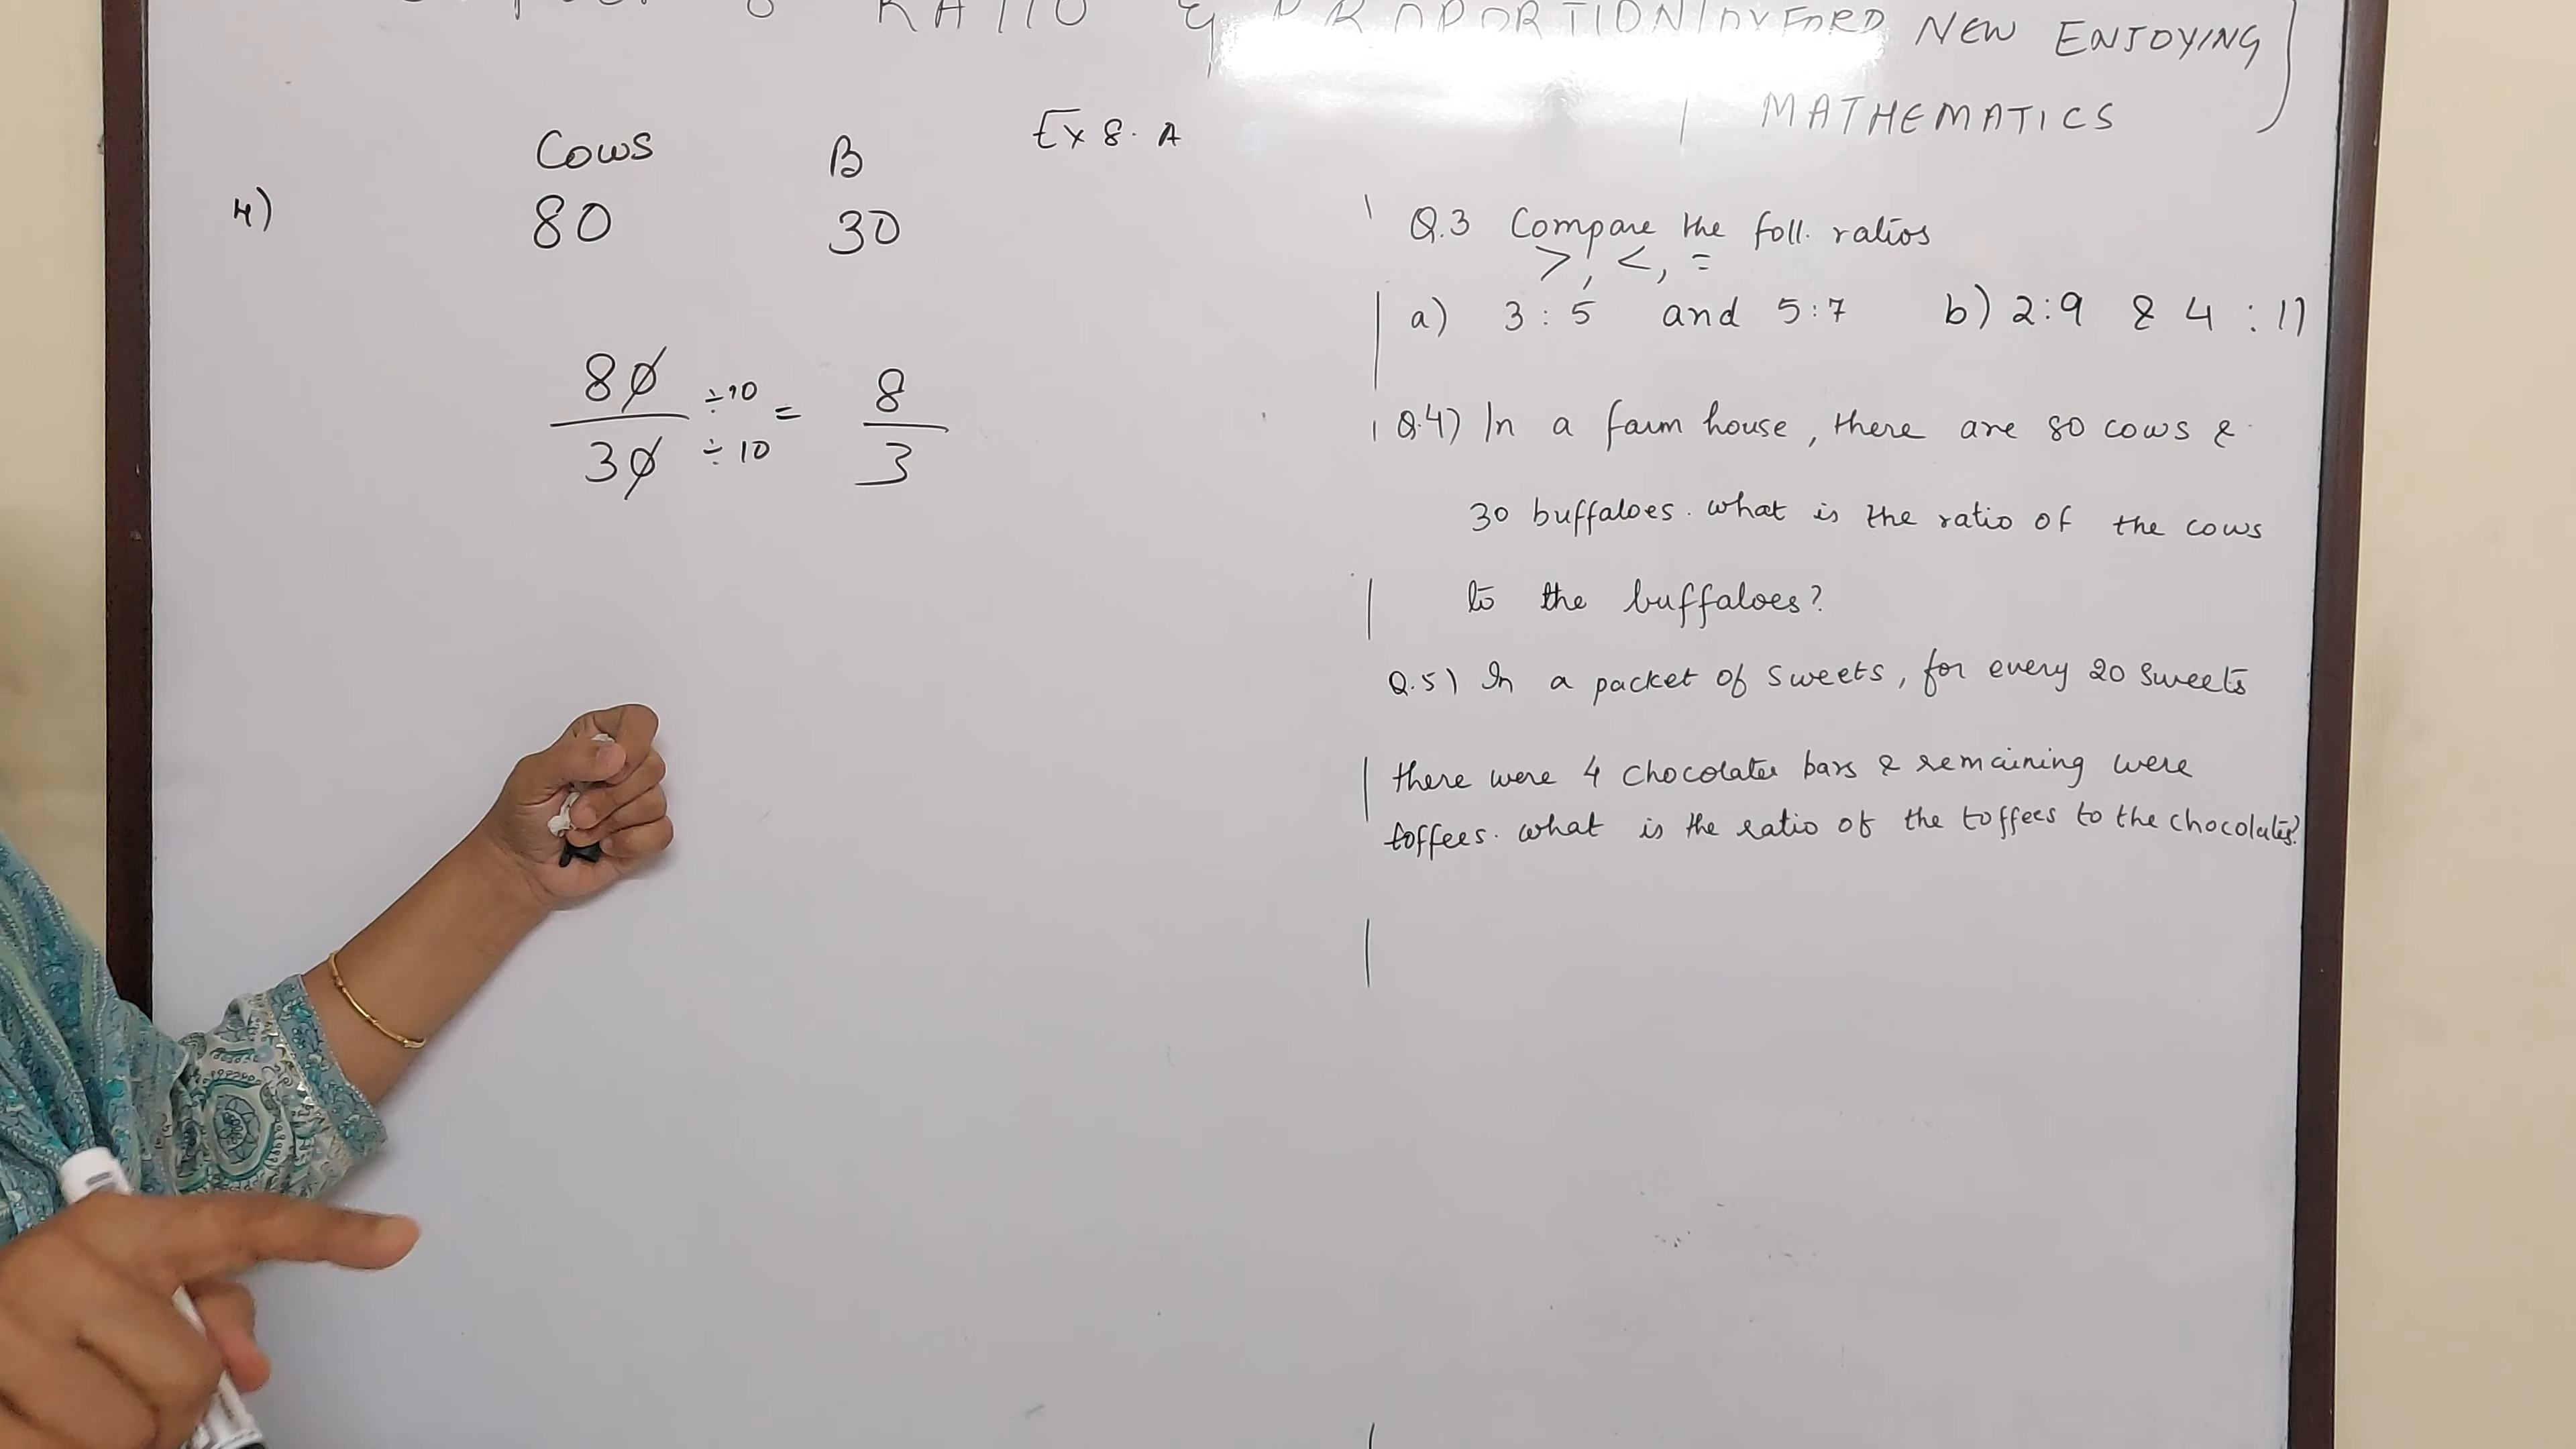 RATIO & PROPORTION [OXFORD NEW ENJOYING
MATHEMATICS]
Ex 8. A
Cows B
4) 80 30
80 ÷10 = 8
30 ÷ 10 3
Q.3 Compare the foll. ratios
>, <, =
a) 3 : 5 and 5:7 b) 2:9 & 4 : 11
Q.4) In a farm house, there are 80 cows &
30 buffaloes. what is the ratio of the cows
to the buffaloes?
Q.5) In a packet of sweets, for every 20 sweets
there were 4 chocolate bars & remaining were
toffees. what is the ratio of the toffees to the chocolates?